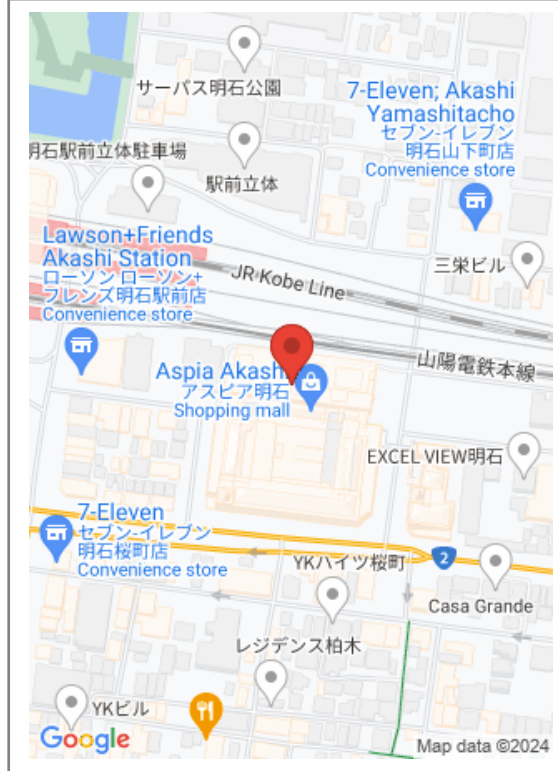 サーパス明石公園
7-Eleven; Akashi
Yamashitacho
セブン-イレブン
明石山下町店
Convenience store
明石駅前立体駐車場
駅前立体
Lawson+Friends
Akashi Station
ローソン ローソン+
フレンズ明石駅前店
Convenience store
JR Kobe Line
三栄ビル
山陽電鉄本線
Aspia Akashi
アスピア明石
Shopping mall
EXCEL VIEW明石
7-Eleven
セブン-イレブン
明石桜町店
Convenience store
2
YKハイツ桜町
Casa Grande
レジデンス柏木
YKビル
Google
Map data ©2024